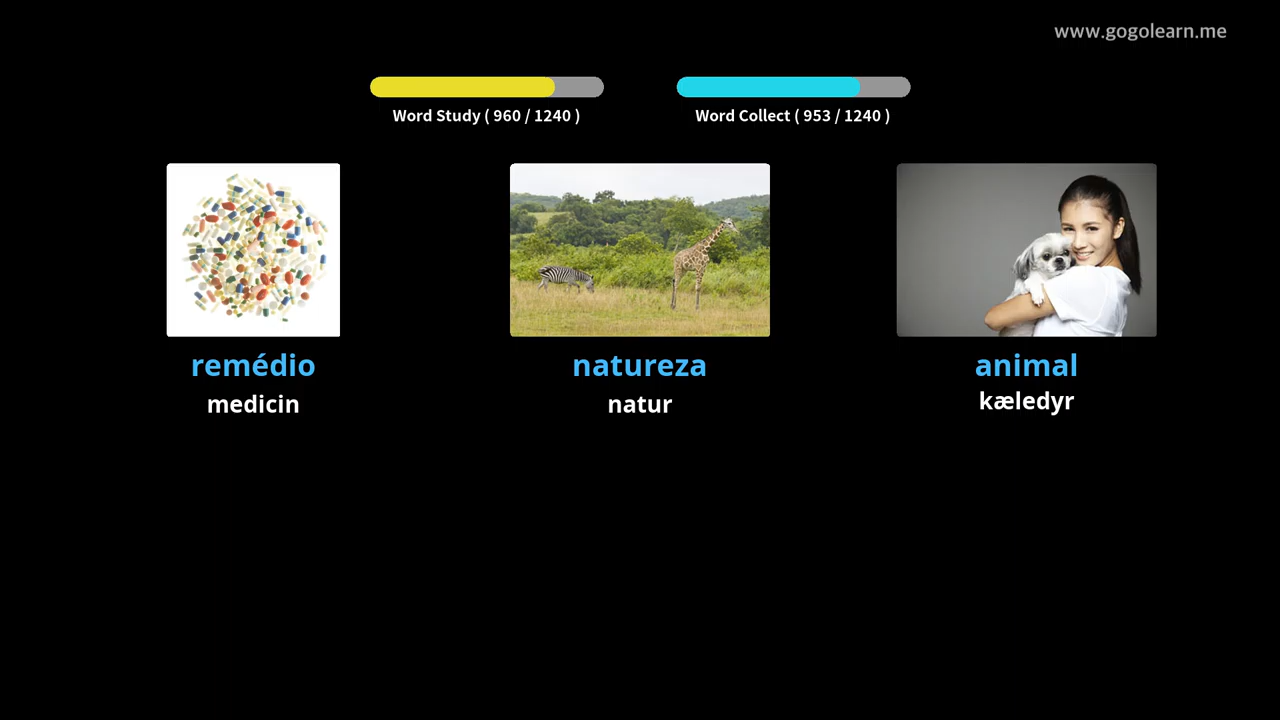 www.gogolearn.me
Word Study ( 960 / 1240 )
Word Collect ( 953 / 1240 )
remédio
natureza
animal
medicin
natur
kæledyr